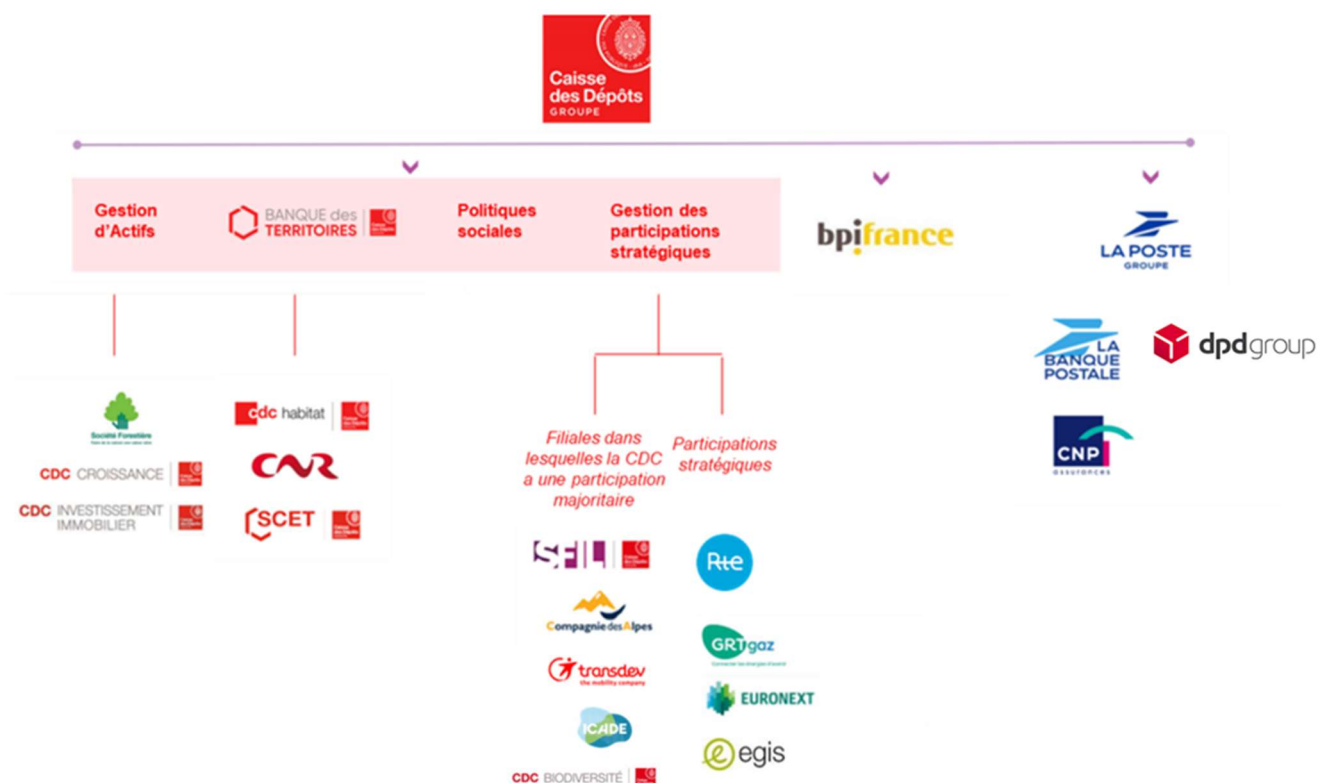 Caisse
des Dépôts
GROUPE
Gestion
d'Actifs
BANQUE des
TERRITOIRES
Politiques
sociales
Gestion des
participations
stratégiques
bpifrance
LA POSTE
GROUPE
LA
BANQUE
POSTALE
dpdgroup
CNP
assurances
Société Forestière
CDC CROISSANCE
CDC INVESTISSEMENT
IMMOBILIER
cdc habitat
CNR
SCET
Filiales dans
lesquelles la CDC
a une participation
majoritaire
Participations
stratégiques
SFIL
Compagnie des Alpes
transdev
the mobility company
ICADE
CDC BIODIVERSITÉ
Rte
GRTgaz
EURONEXT
egis